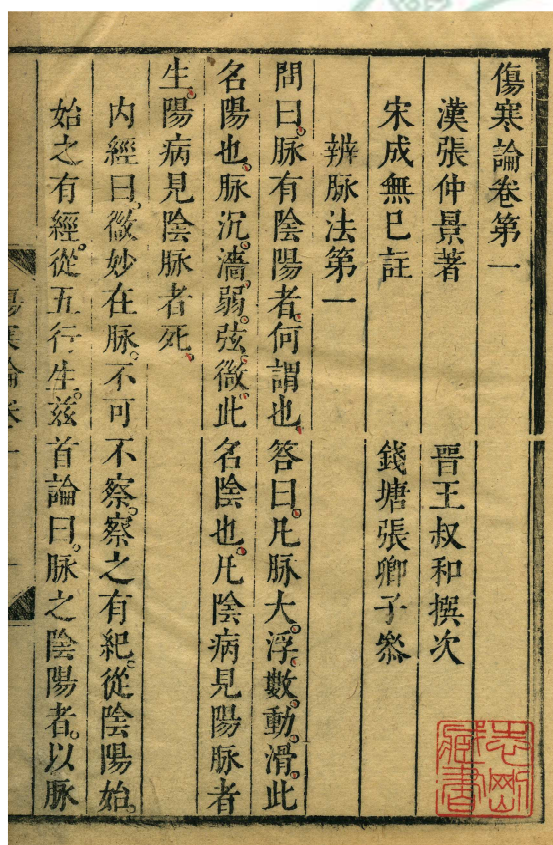 傷寒論卷第一
漢張仲景著　晋王叔和撰次
宋成無已註　錢塘張卿子叅
辨脉法第一
問曰。脉有陰陽者。何謂也。答曰。凡脉大。浮。數。動。滑。此
名陽也。脉沉。濇。弱。弦。微。此名陰也。凡陰病見陽脉者
生。陽病見陰脉者死。
内經曰。微妙在脉。不可不察。察之有紀。從陰陽始。
始之有經。從五行生。兹首論曰。脉之陰陽者。以脉
傷寒論卷一